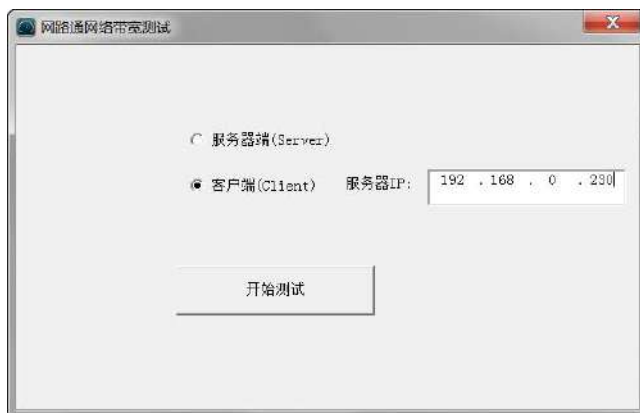 网路通网络带宽测试
服务器端(Server)
客户端(Client) 服务器IP: 192 . 168 . 0 . 230
开始测试